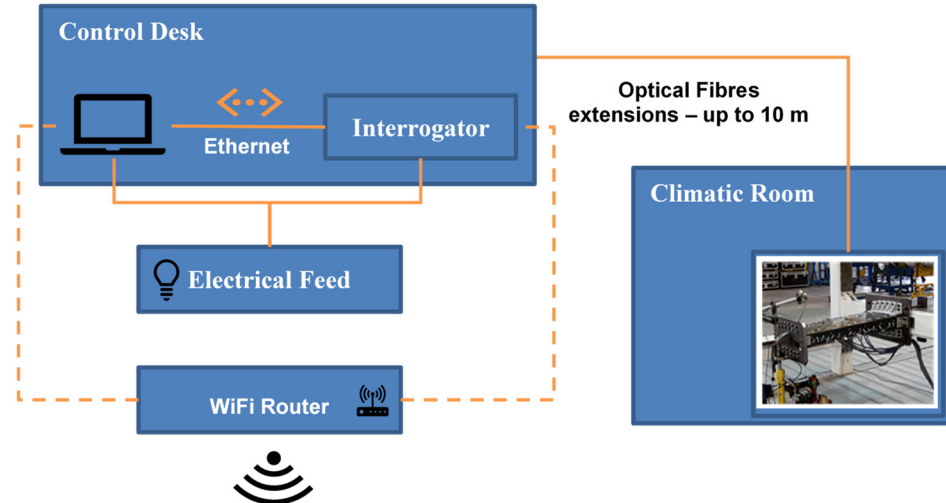 Control Desk
Ethernet
Interrogator
Optical Fibres
extensions – up to 10 m
Climatic Room
Electrical Feed
WiFi Router